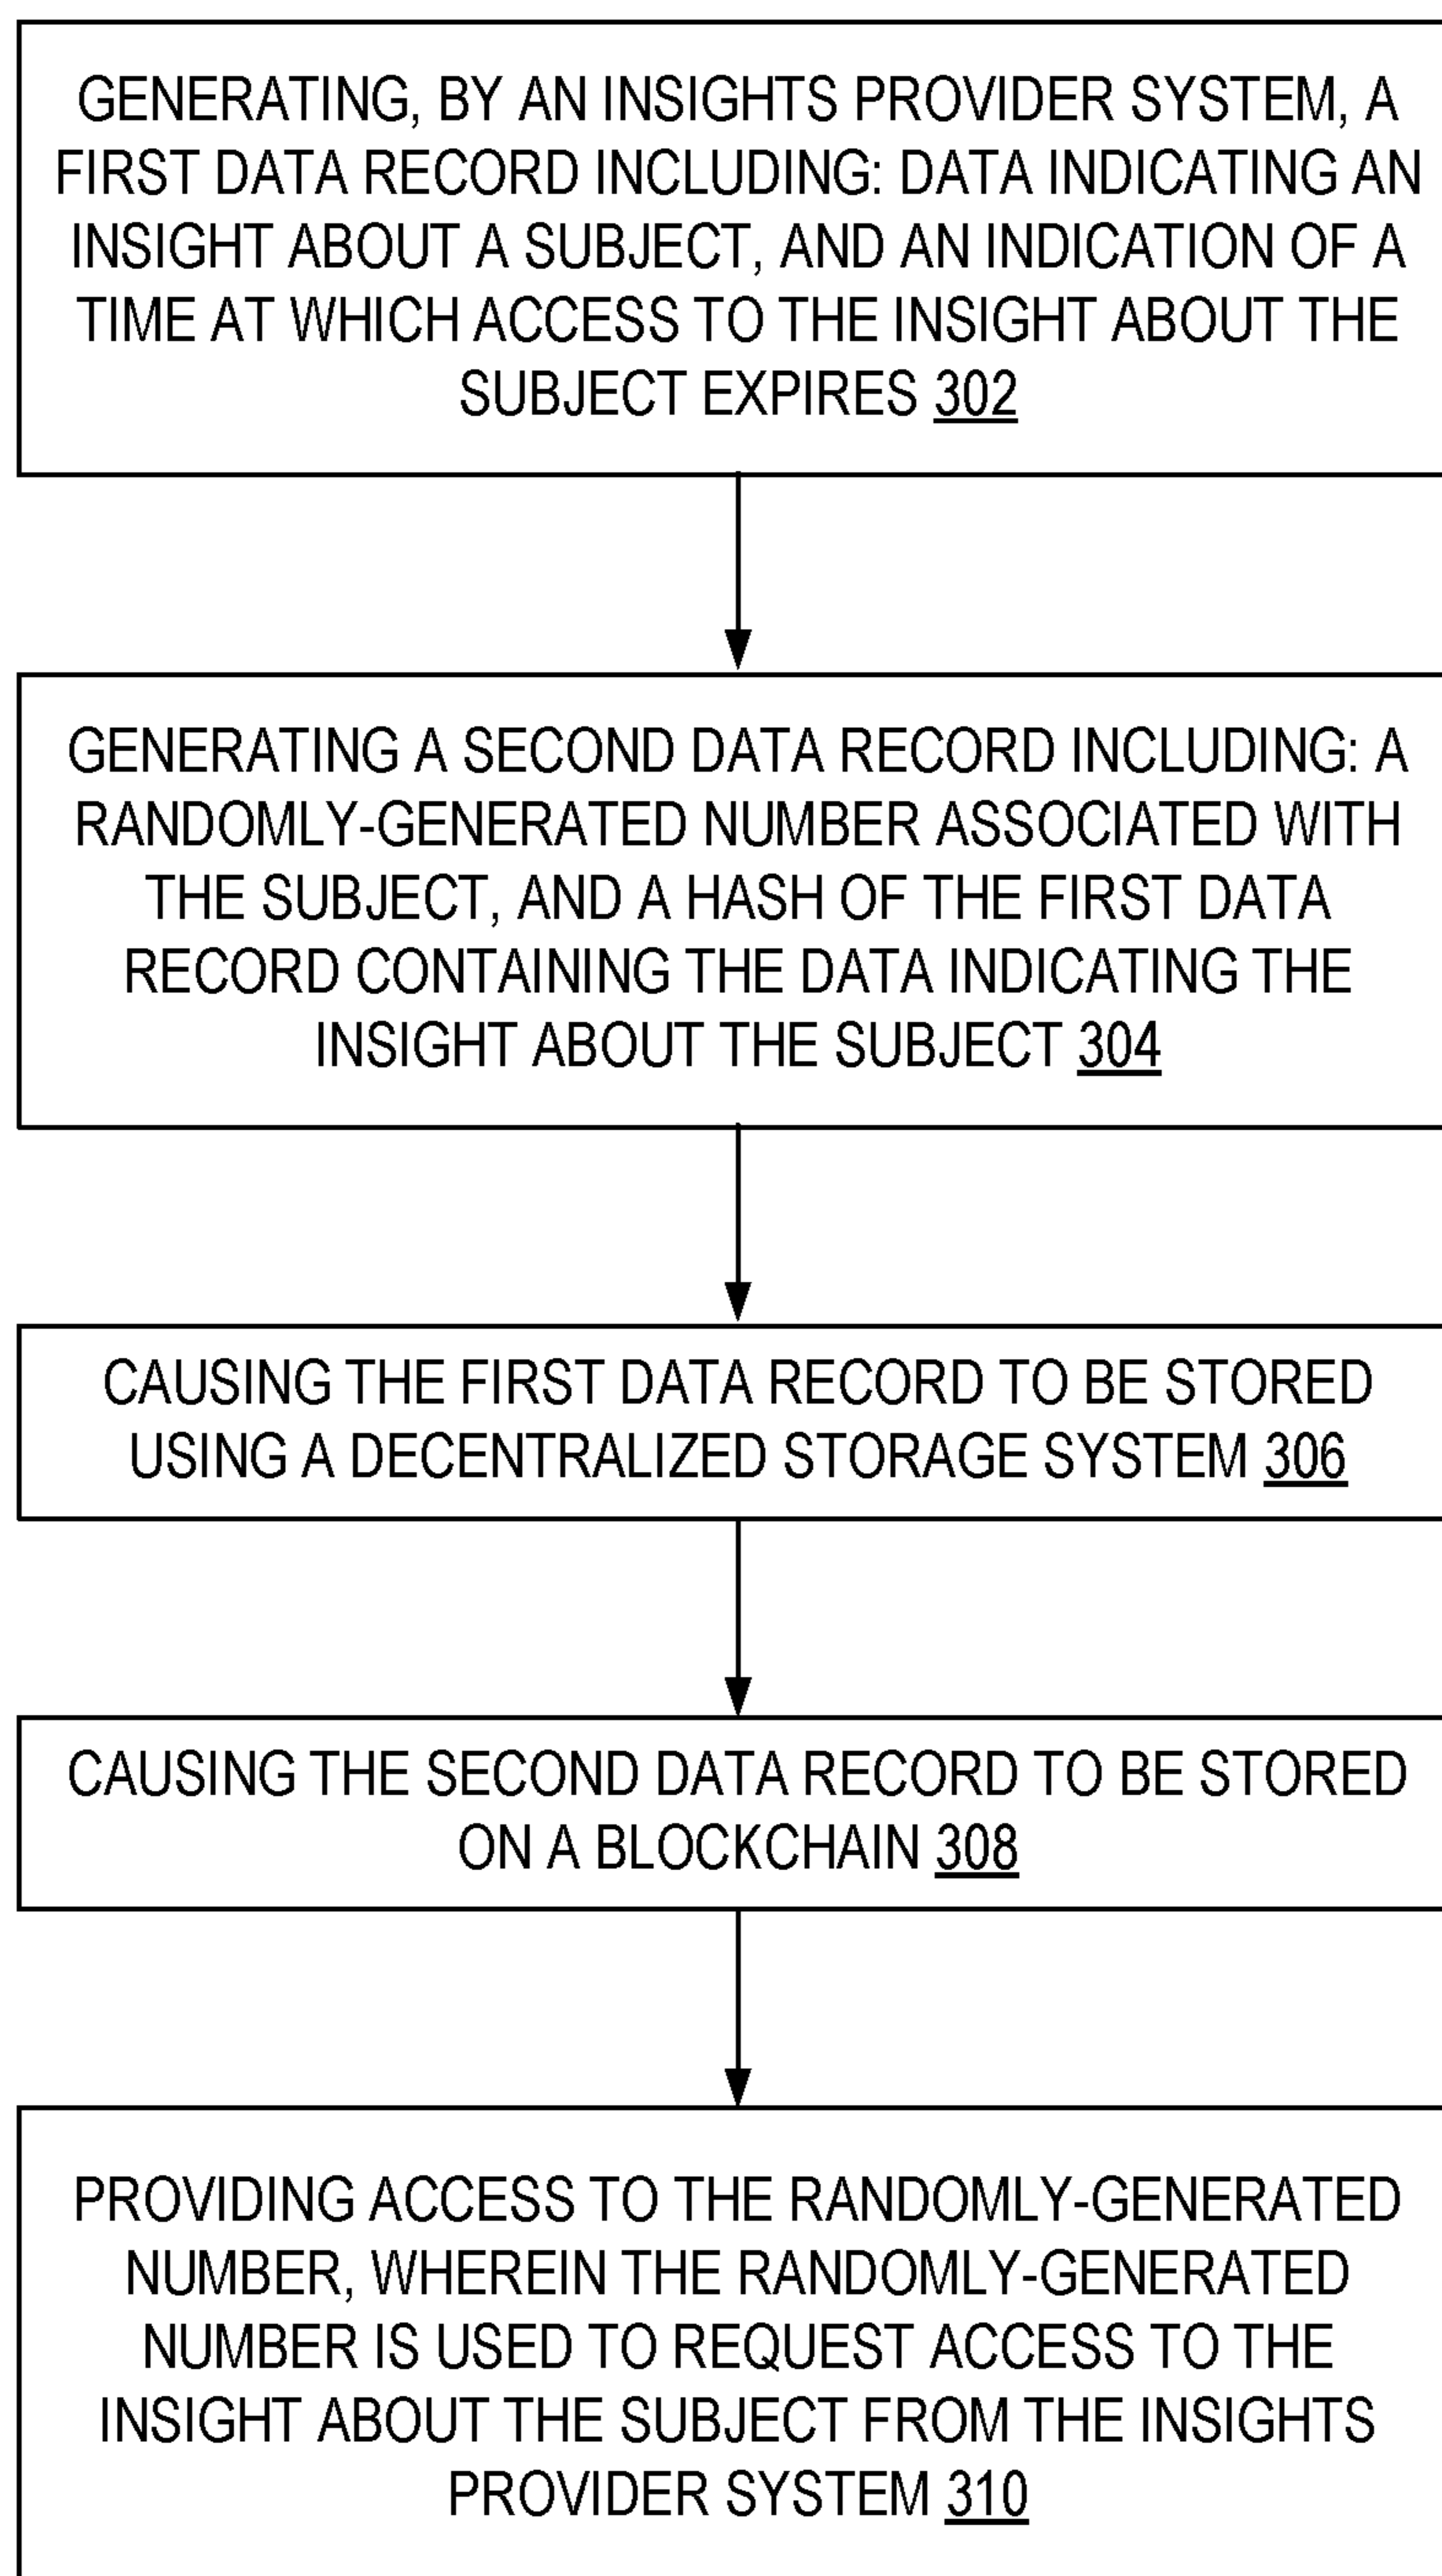 GENERATING, BY AN INSIGHTS PROVIDER SYSTEM, A
FIRST DATA RECORD INCLUDING: DATA INDICATING AN
INSIGHT ABOUT A SUBJECT, AND AN INDICATION OF A
TIME AT WHICH ACCESS TO THE INSIGHT ABOUT THE
SUBJECT EXPIRES 302
GENERATING A SECOND DATA RECORD INCLUDING: A
RANDOMLY-GENERATED NUMBER ASSOCIATED WITH
THE SUBJECT, AND A HASH OF THE FIRST DATA
RECORD CONTAINING THE DATA INDICATING THE
INSIGHT ABOUT THE SUBJECT 304
CAUSING THE FIRST DATA RECORD TO BE STORED
USING A DECENTRALIZED STORAGE SYSTEM 306
CAUSING THE SECOND DATA RECORD TO BE STORED
ON A BLOCKCHAIN 308
PROVIDING ACCESS TO THE RANDOMLY-GENERATED
NUMBER, WHEREIN THE RANDOMLY-GENERATED
NUMBER IS USED TO REQUEST ACCESS TO THE
INSIGHT ABOUT THE SUBJECT FROM THE INSIGHTS
PROVIDER SYSTEM 310